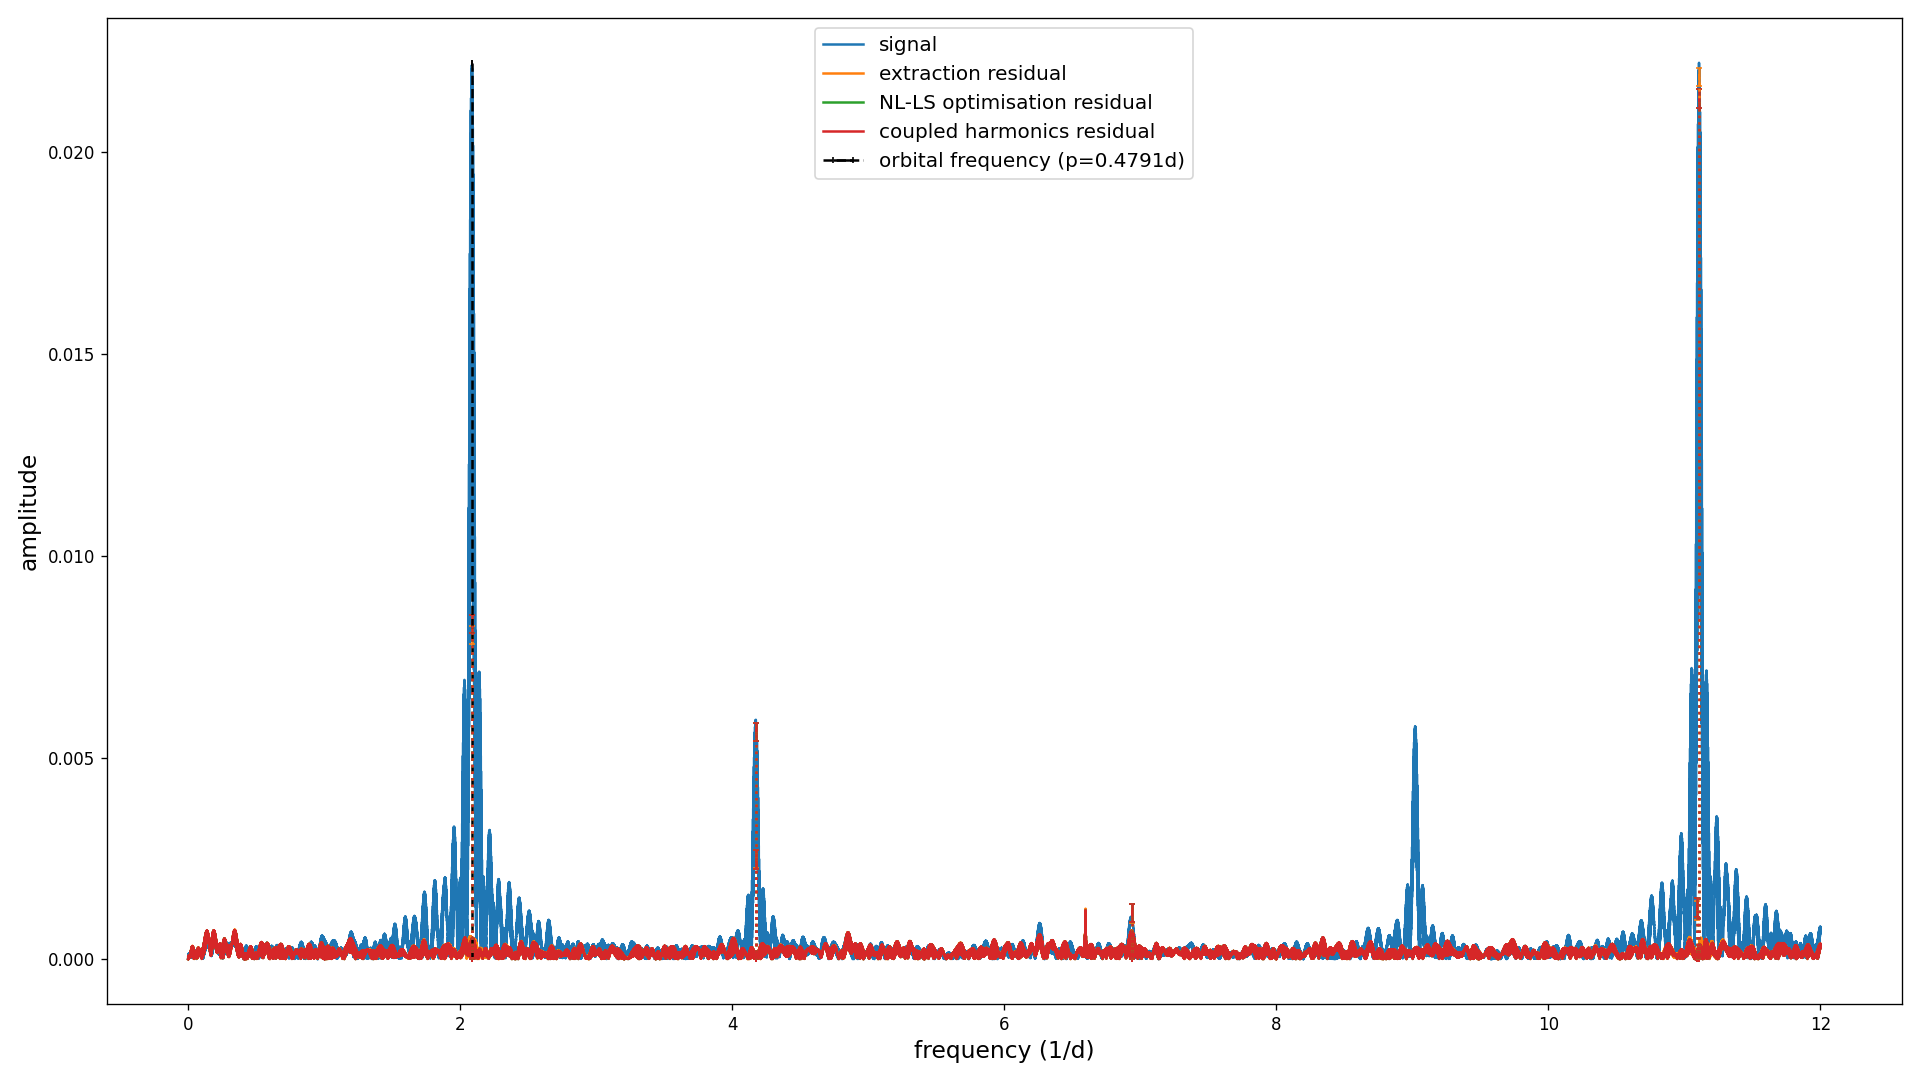 signal
extraction residual
NL-LS optimisation residual
coupled harmonics residual
orbital frequency (p=0.4791d)
amplitude
0.020
0.015
0.010
0.005
0.000
0 2 4 6 8 10 12
frequency (1/d)